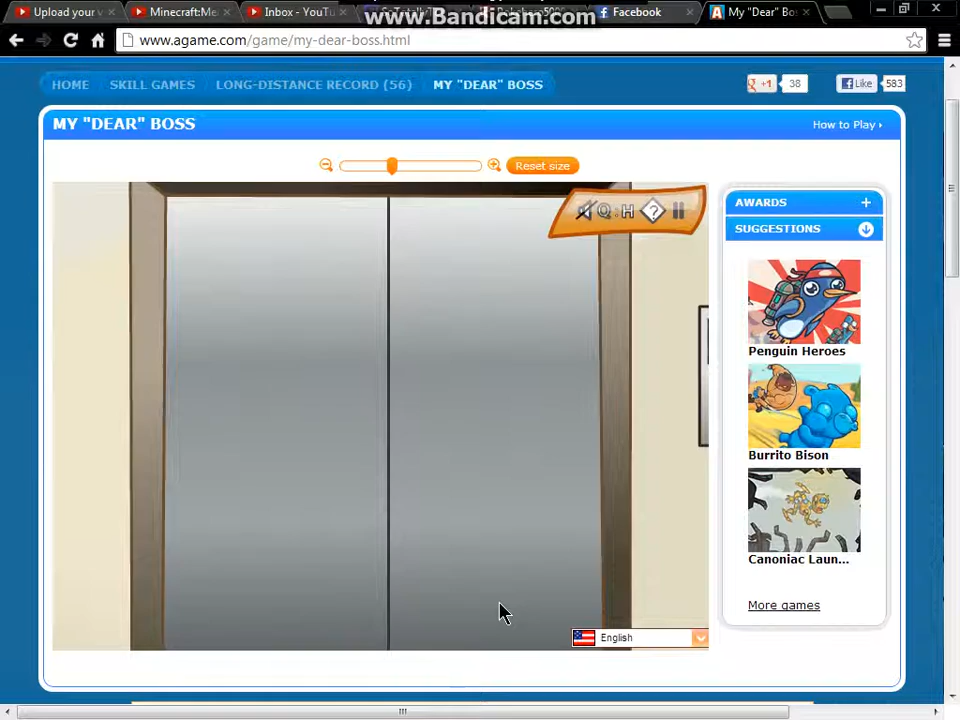 Upload your v
Minecraft:Me
Inbox - YouTu
Facebook
My "Dear" Bos
www.Bandicam.com
www.agame.com/game/my-dear-boss.html
HOME
SKILL GAMES
LONG-DISTANCE RECORD (56)
MY "DEAR" BOSS
+1
38
Like
583
MY "DEAR" BOSS
How to Play
Reset size
Q:H
?
AWARDS
SUGGESTIONS
Penguin Heroes
Burrito Bison
Canoniac Laun...
More games
English